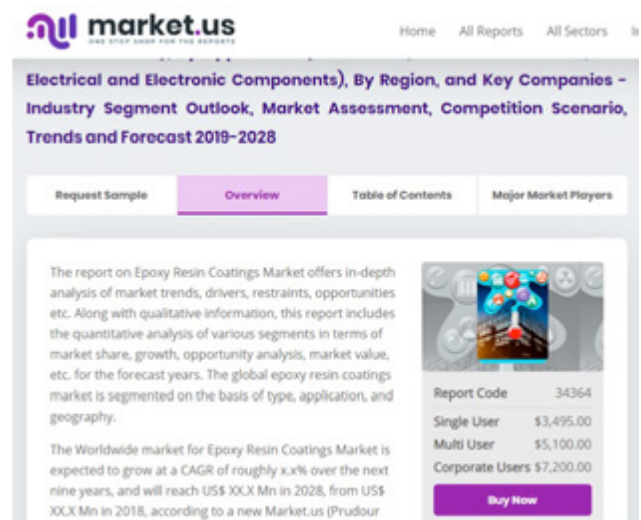 market.us
ONE STOP SHOP FOR THE REPORTS
Home All Reports All Sectors
Electrical and Electronic Components), By Region, and Key Companies –
Industry Segment Outlook, Market Assessment, Competition Scenario,
Trends and Forecast 2019-2028
Request Sample Overview Table of Contents Major Market Players
The report on Epoxy Resin Coatings Market offers in-depth
analysis of market trends, drivers, restraints, opportunities
etc. Along with qualitative information, this report includes
the quantitative analysis of various segments in terms of
market share, growth, opportunity analysis, market value,
etc. for the forecast years. The global epoxy resin coatings
market is segmented on the basis of type, application, and
geography.
The Worldwide market for Epoxy Resin Coatings Market is
expected to grow at a CAGR of roughly x.x% over the next
nine years, and will reach US$ XX.X Mn in 2028, from US$
XX.X Mn in 2018, according to a new Market.us (Prudour
Report Code 34364
Single User $3,495.00
Multi User $5,100.00
Corporate Users $7,200.00
Buy Now